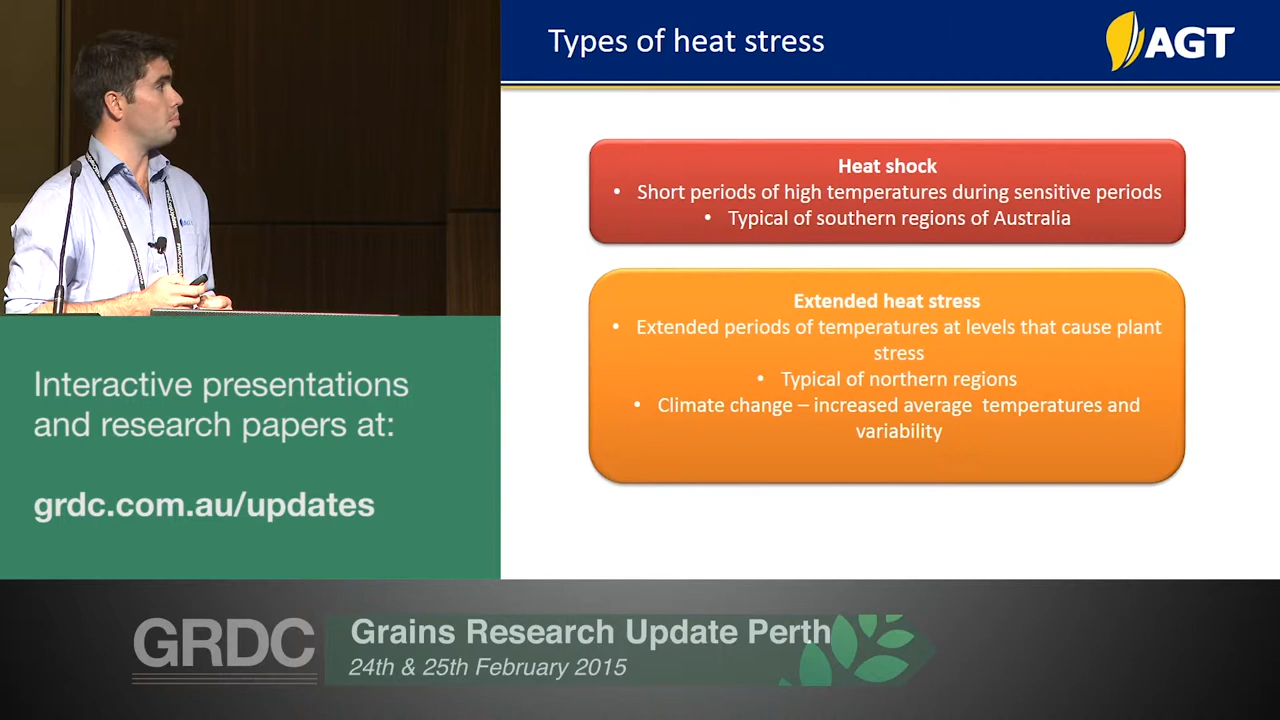 Types of heat stress
AGT
Heat shock
• Short periods of high temperatures during sensitive periods
• Typical of southern regions of Australia
Extended heat stress
• Extended periods of temperatures at levels that cause plant
stress
• Typical of northern regions
• Climate change – increased average temperatures and
variability
AGT
Interactive presentations
and research papers at:
grdc.com.au/updates
GRDC
Grains Research Update Perth
24th & 25th February 2015